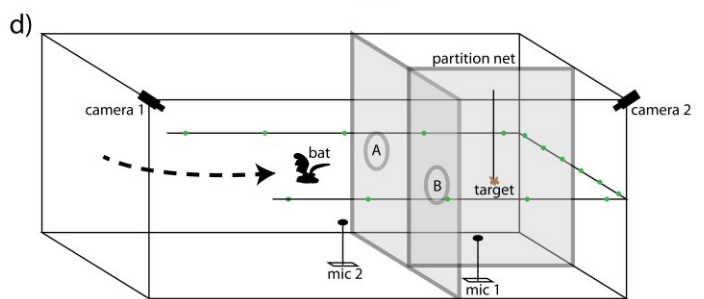 d)
partition net
camera 1
camera 2
bat
A
B
target
mic 2
mic 1